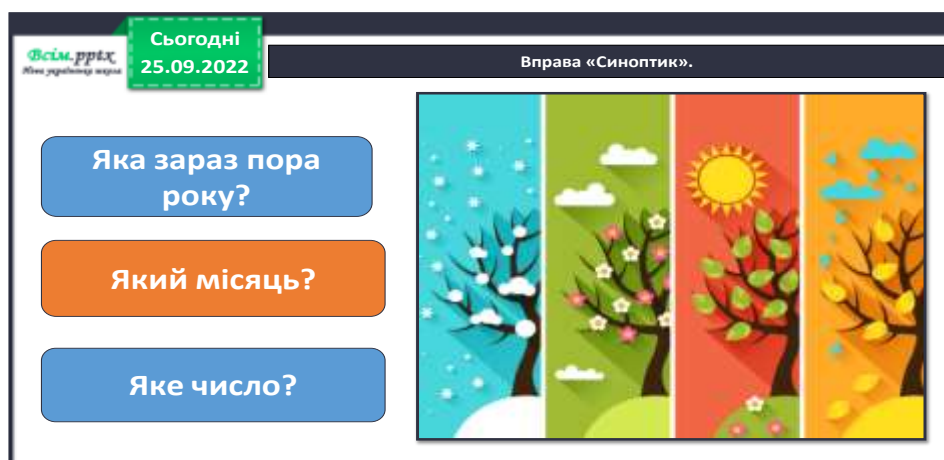 Сьогодні
25.09.2022
Всім.pptx
Нова українська школа
Вправа «Синоптик».
Яка зараз пора
року?
Який місяць?
Яке число?